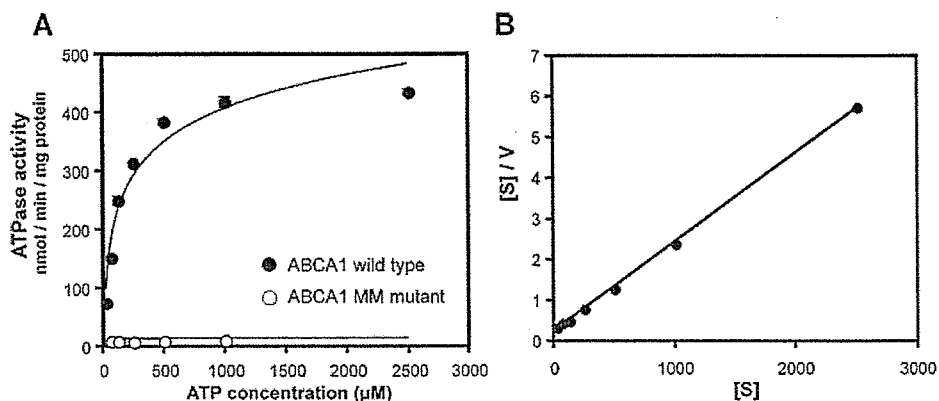 A
ATPase activity
nmol / min / mg protein
500
400
300
200
100
0
ABCA1 wild type
ABCA1 MM mutant
0
500
1000
1500
2000
2500
3000
ATP concentration (µM)
B
[S] / V
7
6
5
4
3
2
1
0
0
1000
2000
3000
[S]